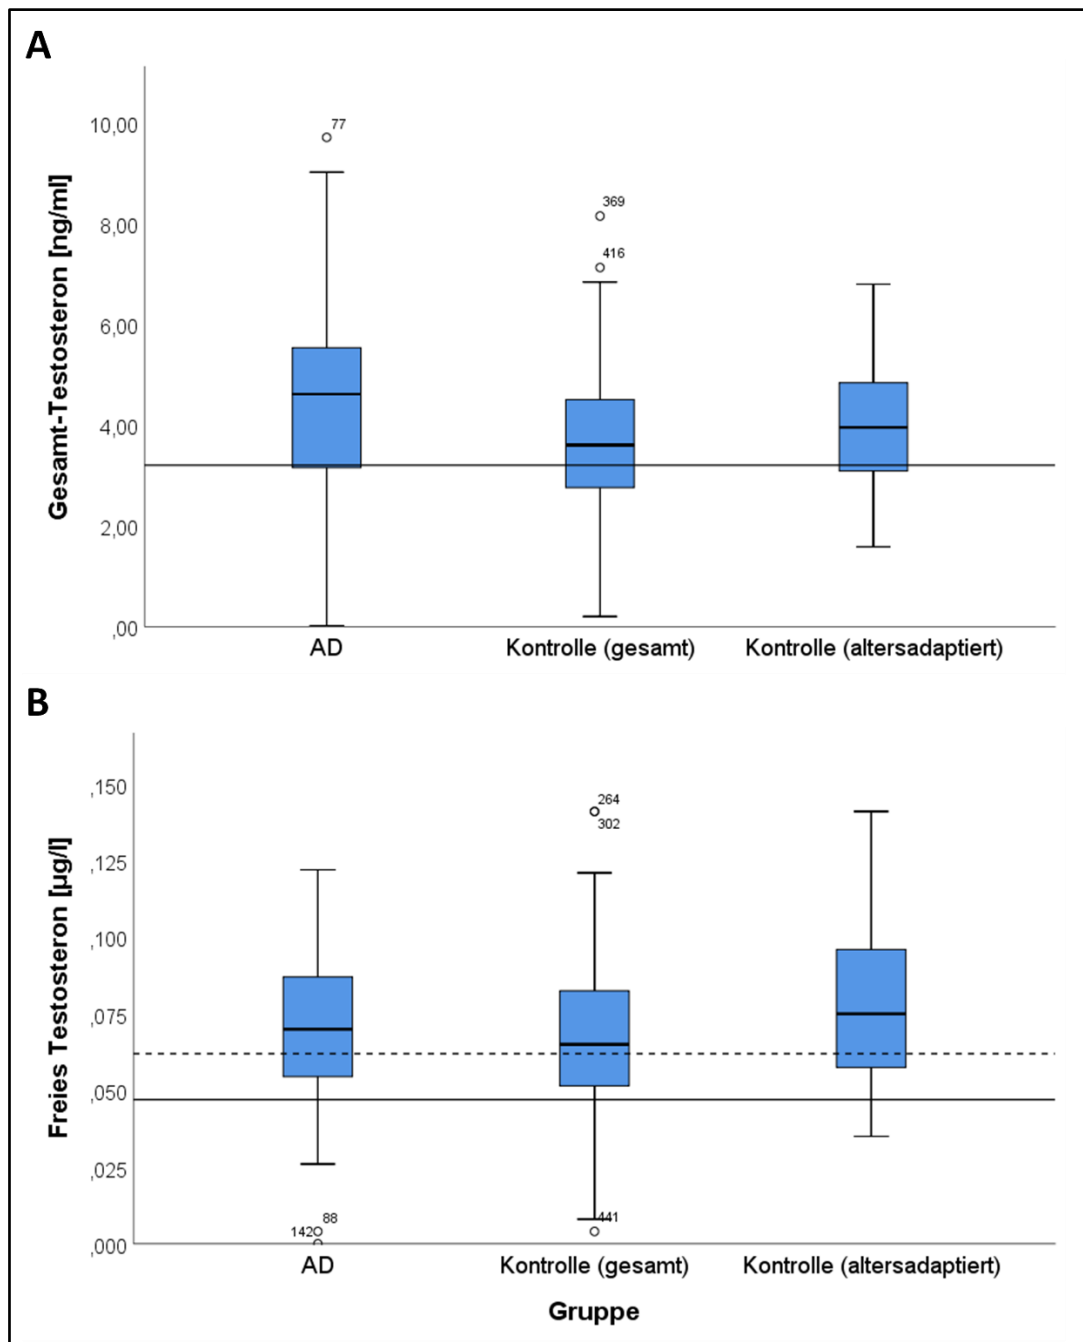 A
Gesamt-Testosteron [ng/ml]
10,00
8,00
6,00
4,00
2,00
,00
77
369
416
AD
Kontrolle (gesamt)
Kontrolle (altersadaptiert)
B
Freies Testosteron [µg/l]
,150
,125
,100
,075
,050
,025
,000
88
142
264
302
441
AD
Kontrolle (gesamt)
Kontrolle (altersadaptiert)
Gruppe